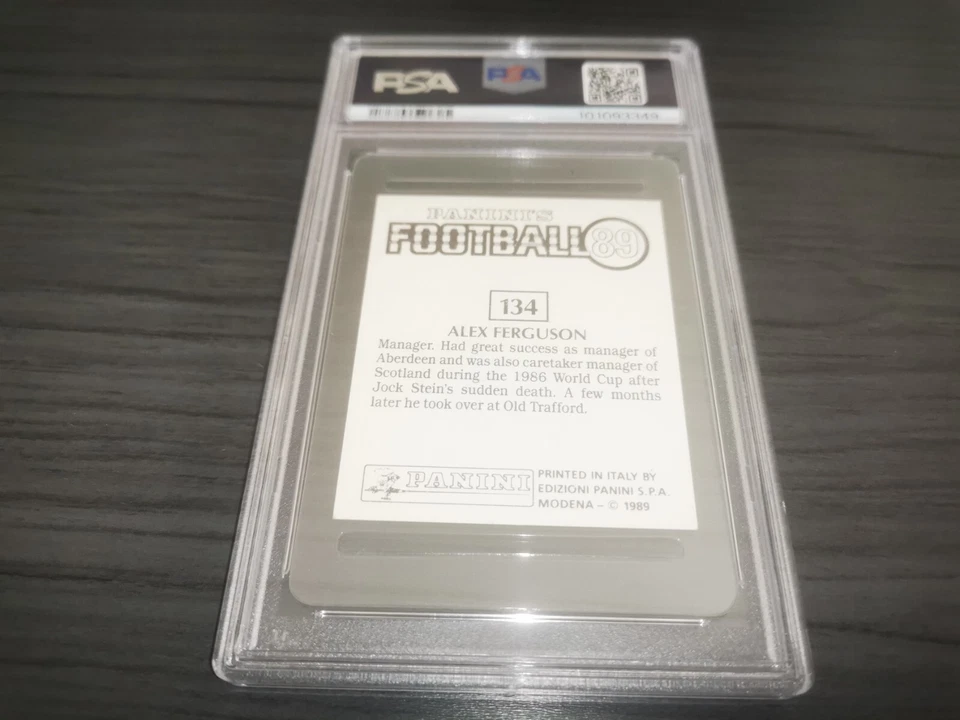 PSA PSA
101093349
PANINI'S
FOOTBALL 89
134
ALEX FERGUSON
Manager. Had great success as manager of
Aberdeen and was also caretaker manager of
Scotland during the 1986 World Cup after
Jock Stein's sudden death. A few months
later he took over at Old Trafford.
PANINI
PRINTED IN ITALY BY
EDIZIONI PANINI S.P.A.
MODENA – © 1989